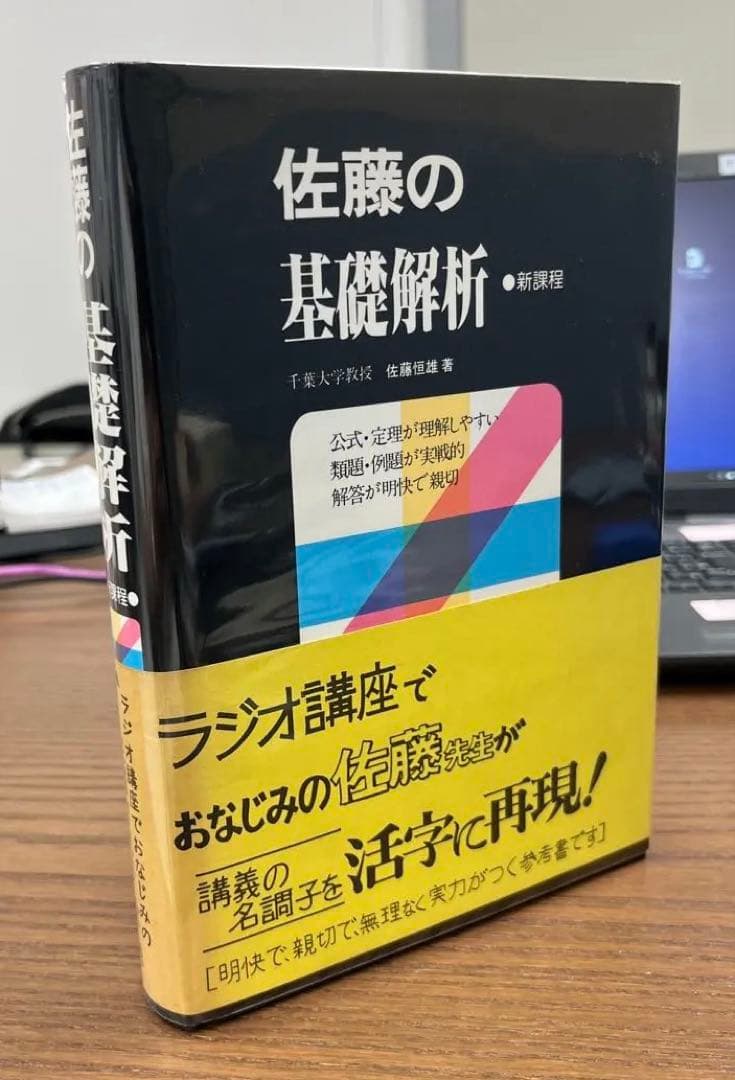 佐藤の
基礎解析 ●新課程
千葉大学教授 佐藤恒雄 著
公式・定理が理解しやすい
類題・例題が実戦的
解答が明快で親切
ラジオ講座で
おなじみの佐藤先生が
講義の
名調子を活字に再現!
[明快で、親切で、無理なく実力がつく参考書です]
佐藤の基礎解析
課程●
ラジオ講座でおなじみの